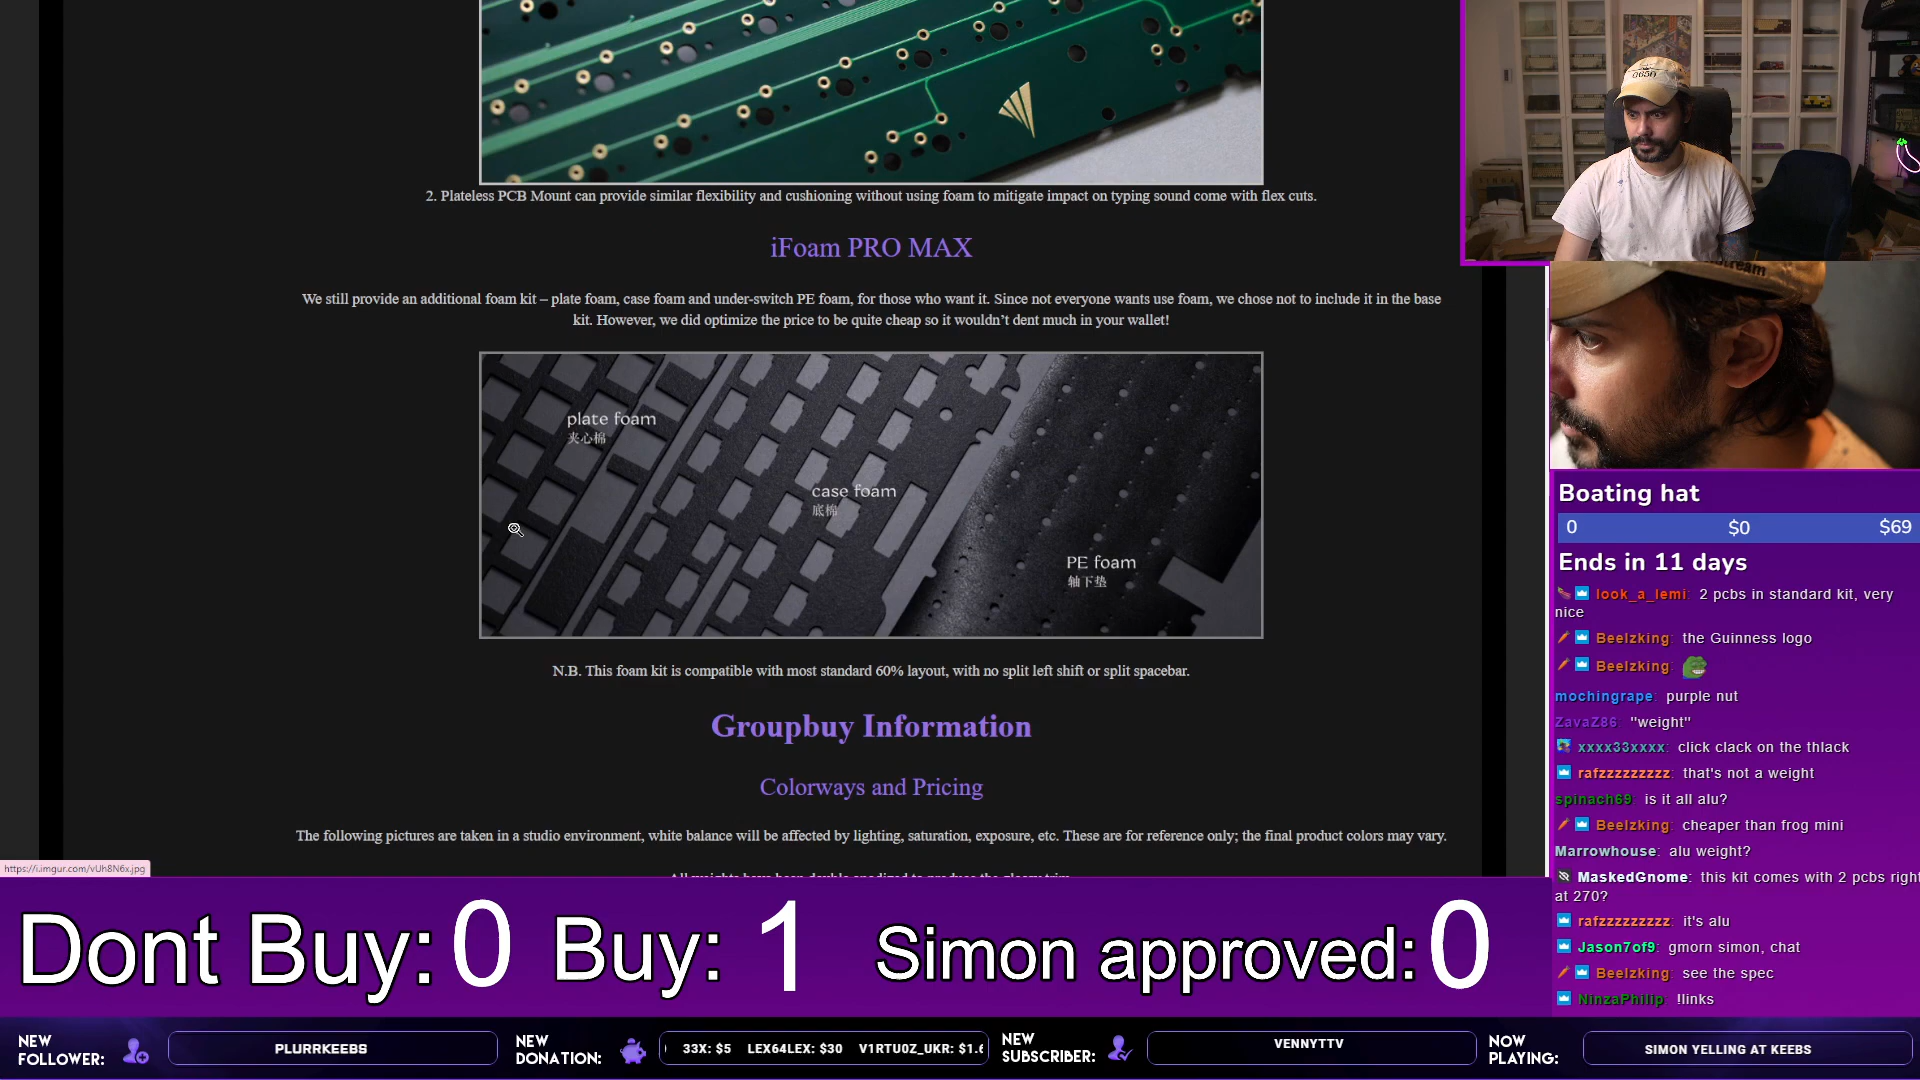 2. Plateless PCB Mount can provide similar flexibility and cushioning without using foam to mitigate impact on typing sound come with flex cuts.
iFoam PRO MAX
We still provide an additional foam kit – plate foam, case foam and under-switch PE foam, for those who want it. Since not everyone wants use foam, we chose not to include it in the base
kit. However, we did optimize the price to be quite cheap so it wouldn't dent much in your wallet!
plate foam
夹心棉
case foam
底棉
PE foam
轴下垫
N.B. This foam kit is compatible with most standard 60% layout, with no split left shift or split spacebar.
Groupbuy Information
Colorways and Pricing
The following pictures are taken in a studio environment, white balance will be affected by lighting, saturation, exposure, etc. These are for reference only; the final product colors may vary.
https://i.imgur.com/vUh8N6x.jpg
Boating hat
0 $0 $69
Ends in 11 days
look_a_lemi: 2 pcbs in standard kit, very
nice
Beelzking: the Guinness logo
Beelzking:
mochingrape: purple nut
ZavaZ86: "weight"
xxxx33xxxx: click clack on the thlack
rafzzzzzzzzz: that's not a weight
spinach69: is it all alu?
Beelzking: cheaper than frog mini
Marrowhouse: alu weight?
MaskedGnome: this kit comes with 2 pcbs right
at 270?
rafzzzzzzzzz: it's alu
Jason7of9: gmorn simon, chat
Beelzking: see the spec
NinzaPhilip: !links
Dont Buy: 0 Buy: 1 Simon approved: 0
NEW
FOLLOWER:
PLURRKEEBS
NEW
DONATION:
33X: $5 LEX64LEX: $30 V1RTU0Z_UKR: $1.6
NEW
SUBSCRIBER:
VENNYTTV
NOW
PLAYING:
SIMON YELLING AT KEEBS